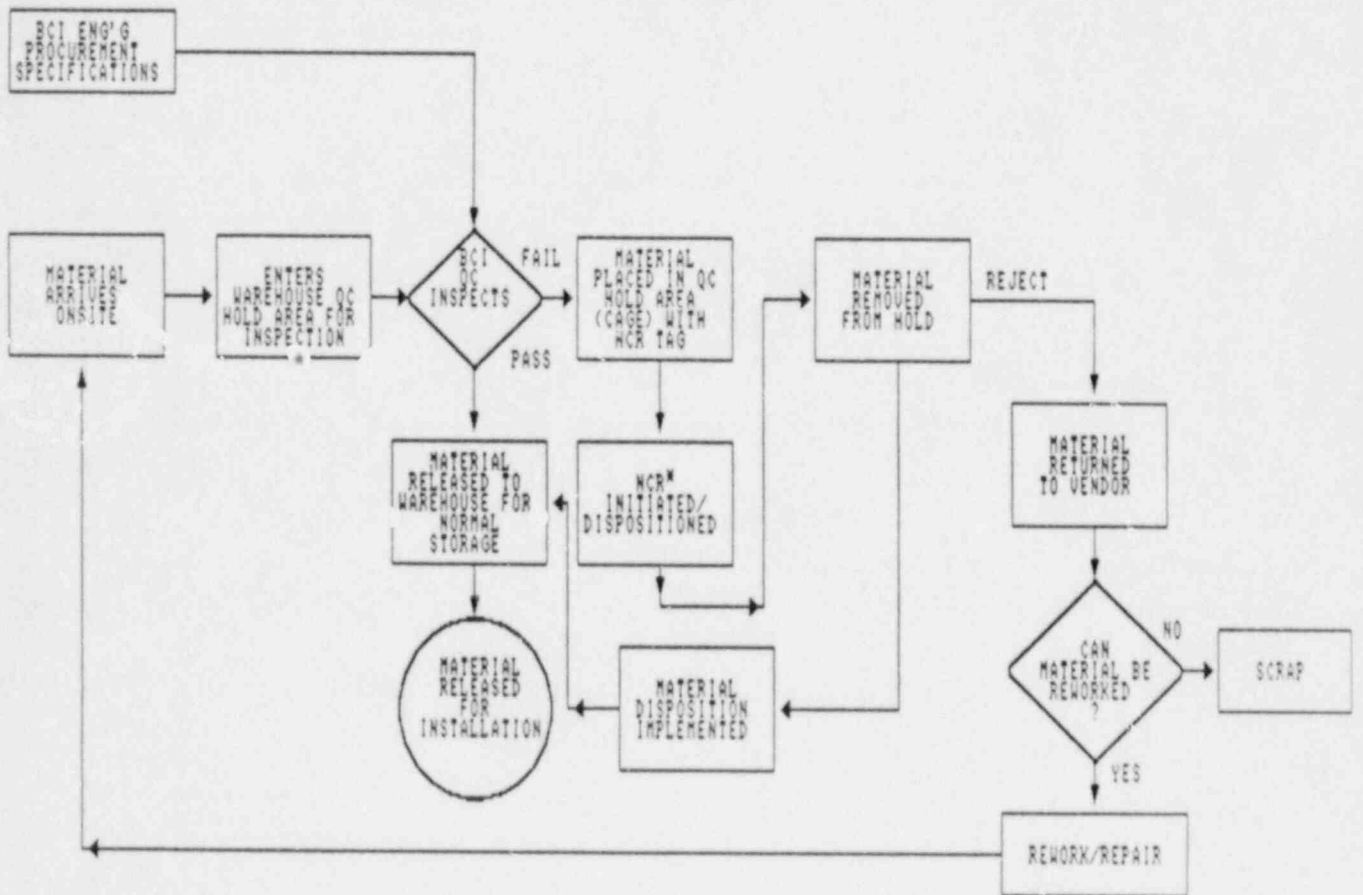 BCI ENG'G
PROCUREMENT
SPECIFICATIONS
MATERIAL
ARRIVES
ONSITE
ENTERS
WAREHOUSE QC
HOLD AREA FOR
INSPECTION
*
BCI
QC
INSPECTS
FAIL
PASS
MATERIAL
PLACED IN QC
HOLD AREA
(CAGE) WITH
NCR TAG
MATERIAL
REMOVED
FROM HOLD
REJECT
MATERIAL
RELEASED TO
WAREHOUSE FOR
NORMAL
STORAGE
NCR*
INITIATED/
DISPOSITIONED
MATERIAL
RETURNED
TO VENDOR
MATERIAL
RELEASED
FOR
INSTALLATION
MATERIAL
DISPOSITION
IMPLEMENTED
CAN
MATERIAL BE
REWORKED
?
NO
SCRAP
YES
REWORK/REPAIR